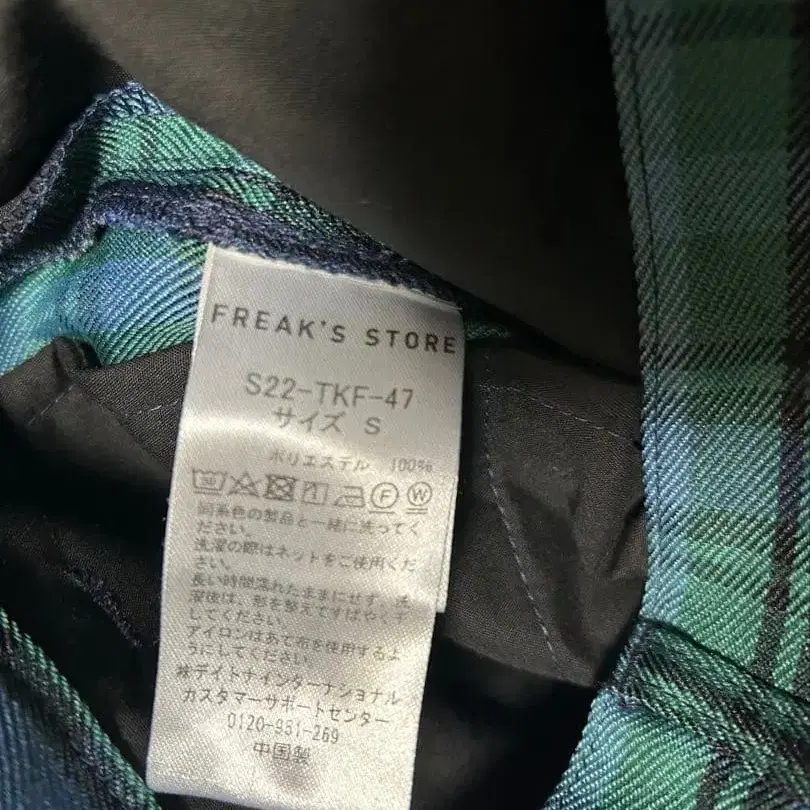 FREAK'S STORE
S22-TKF-47
サイズ S
ポリエステル 100%
F W
同系色の製品と一緒に洗ってく
ださい。
洗濯の際はネットをご使用くだ
さい。
長い時間濡れたままにせず、洗
濯後は、形を整えてすばやく干
してください。
アイロンはあて布を使用するよ
うにしてください。
株デイトナインターナショナル
カスタマーサポートセンター
0120-951-269
中国製